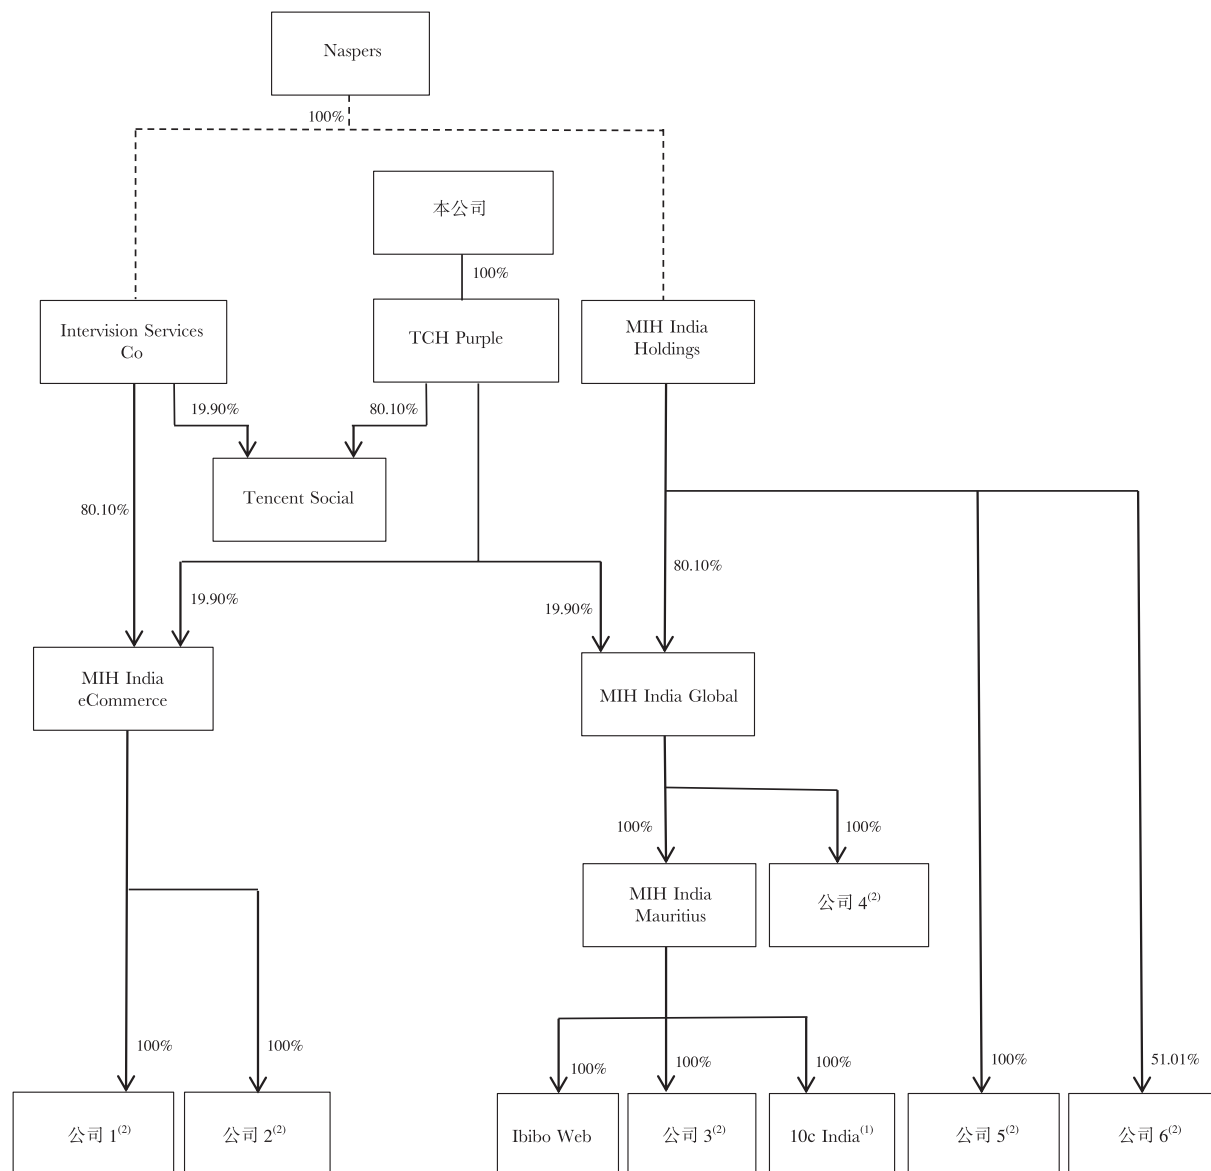 Naspers
100%
本公司
100%
Intervision Services
Co
TCH Purple
MIH India
Holdings
19.90%
80.10%
Tencent Social
80.10%
80.10%
19.90%
19.90%
MIH India
eCommerce
MIH India Global
100%
100%
MIH India
Mauritius
公司 4(2)
100%
100%
100%
100%
100%
100%
51.01%
公司 1(2)
公司 2(2)
Ibibo Web
公司 3(2)
10c India(1)
公司 5(2)
公司 6(2)